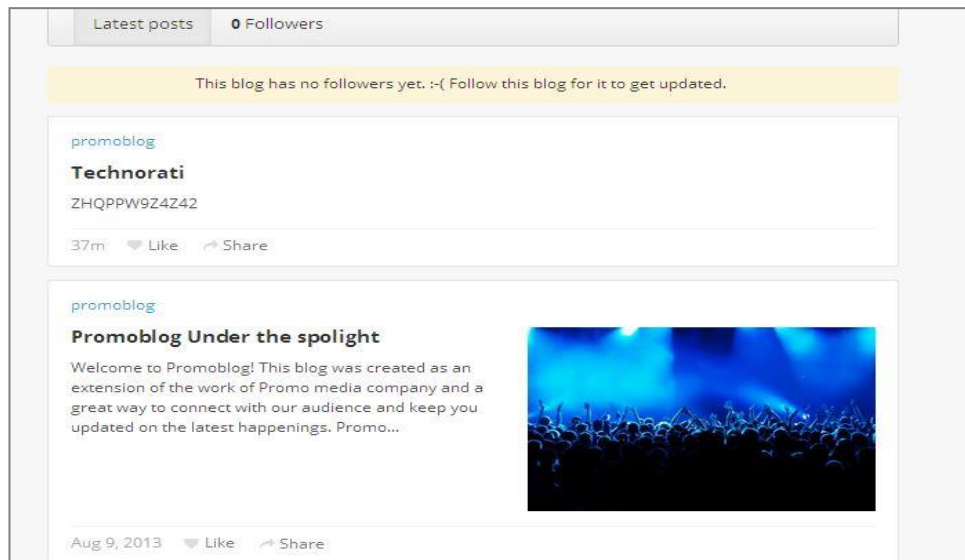 Latest posts 0 Followers
This blog has no followers yet. :-( Follow this blog for it to get updated.
promoblog
Technorati
ZHQPPW9Z4Z42
37m Like Share
promoblog
Promoblog Under the spolight
Welcome to Promoblog! This blog was created as an
extension of the work of Promo media company and a
great way to connect with our audience and keep you
updated on the latest happenings. Promo...
Aug 9, 2013 Like Share